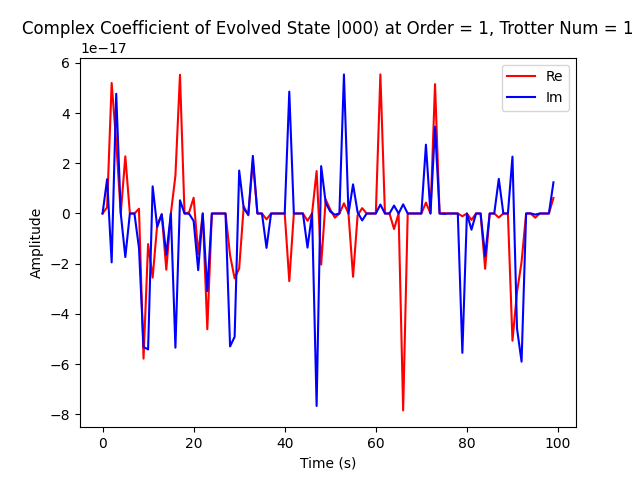 Complex Coefficient of Evolved State |000⟩ at Order = 1, Trotter Num = 1
1e−17
6
4
2
0
−2
−4
−6
−8
Amplitude
Re
Im
0 20 40 60 80 100
Time (s)